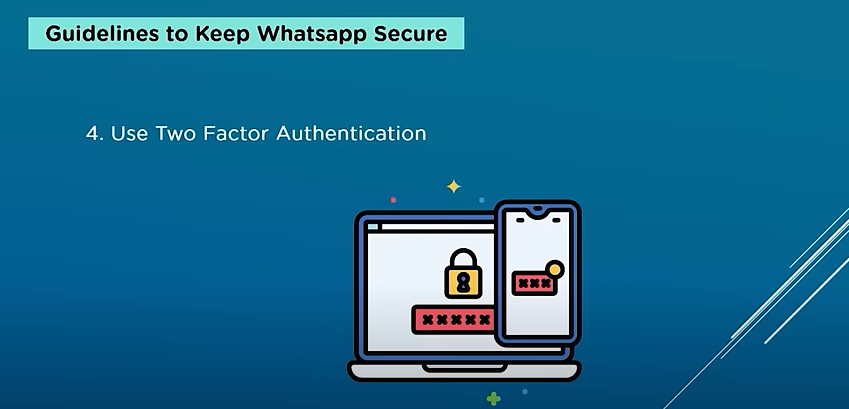 Guidelines to Keep Whatsapp Secure
4. Use Two Factor Authentication